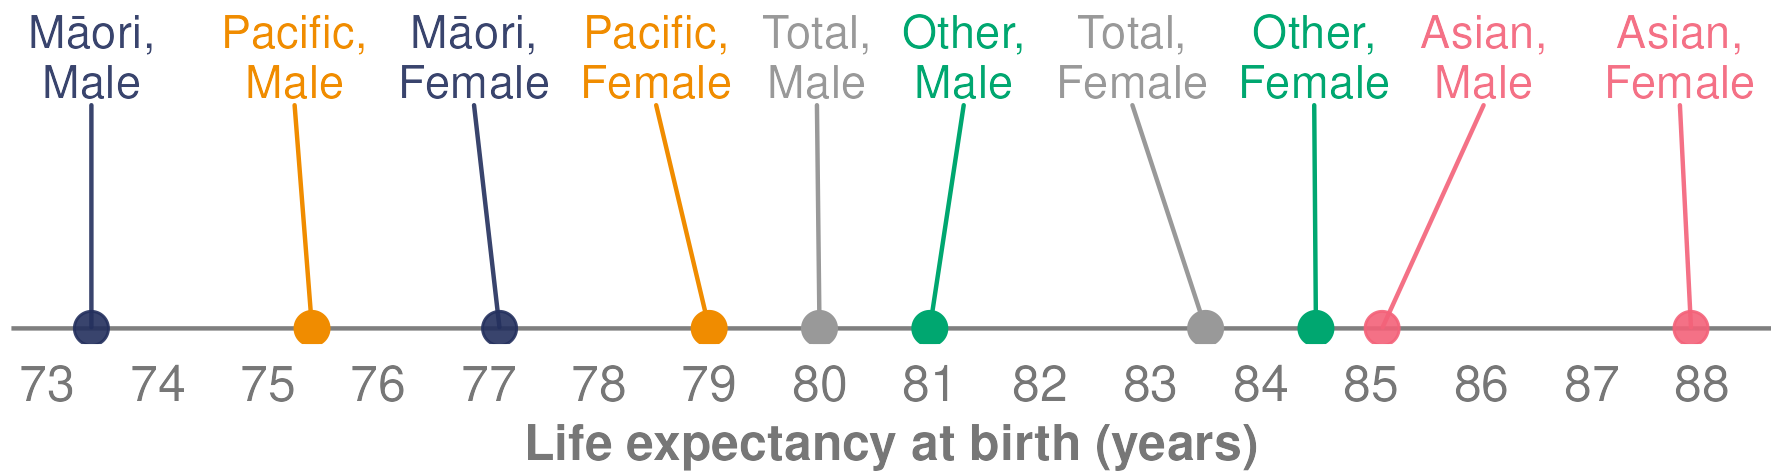 Māori,
Male
Pacific,
Male
Māori,
Female
Pacific,
Female
Total,
Male
Other,
Male
Total,
Female
Other,
Female
Asian,
Male
Asian,
Female
73 74 75 76 77 78 79 80 81 82 83 84 85 86 87 88
Life expectancy at birth (years)